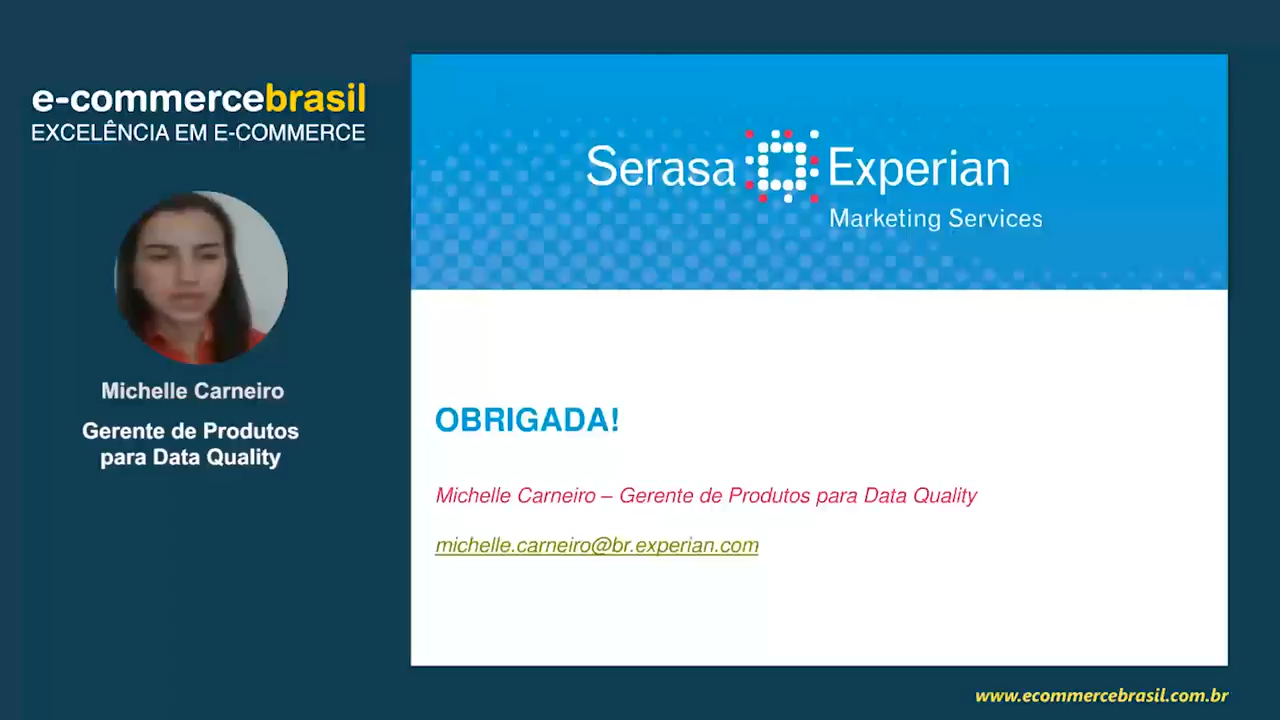 e-commercebrasil
EXCELÊNCIA EM E-COMMERCE
Michelle Carneiro
Gerente de Produtos
para Data Quality
Serasa Experian
Marketing Services
OBRIGADA!
Michelle Carneiro – Gerente de Produtos para Data Quality
michelle.carneiro@br.experian.com
www.ecommercebrasil.com.br